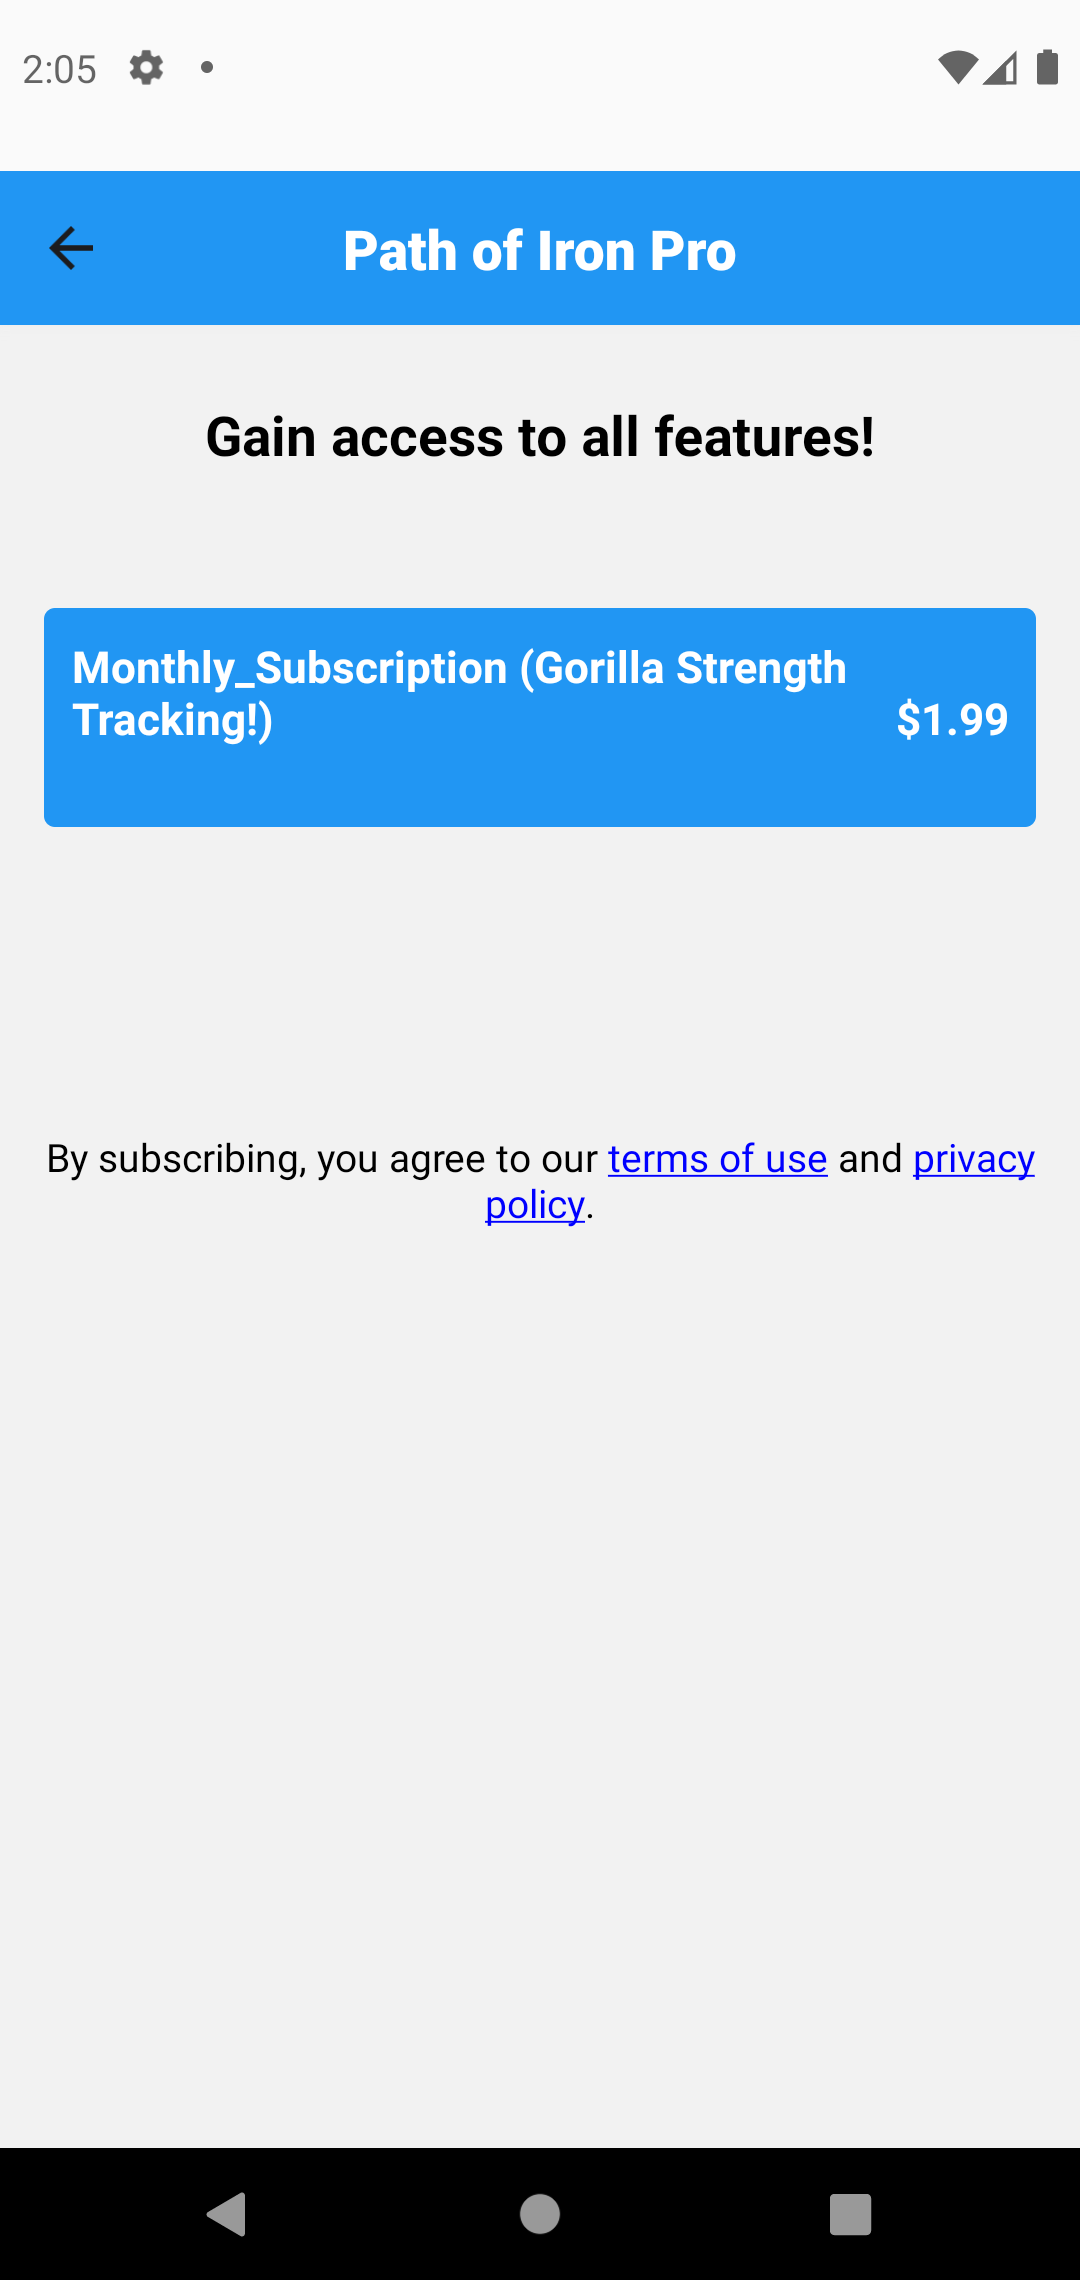 2:05
Path of Iron Pro
Gain access to all features!
Monthly_Subscription (Gorilla Strength
Tracking!)
$1.99
By subscribing, you agree to our terms of use and privacy
policy.